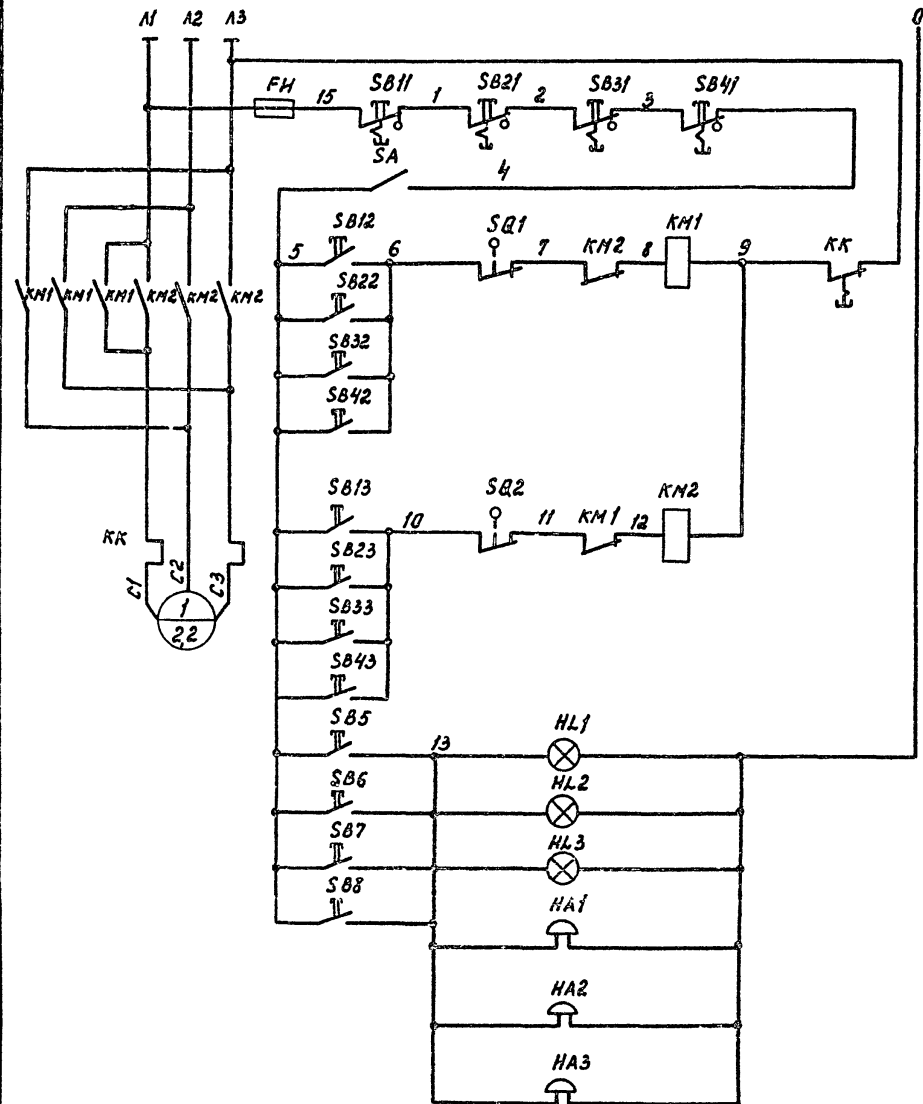 Л1 Л2 Л3 0
FH 15 SB11 1 SB21 2 SB31 3 SB41
SA 4
5 SB12 6 SQ1 7 KM2 8 KM1 9 KK
SB22
KM1 KM1 KM1 KM2 KM2 KM2
SB32
SB42
SB13 10 SQ2 11 KM1 12 KM2
KK
SB23
C1 C2 C3
SB33
1
2,2
SB43
SB5 13 HL1
SB6 HL2
SB7 HL3
SB8 HA1
HA2
HA3